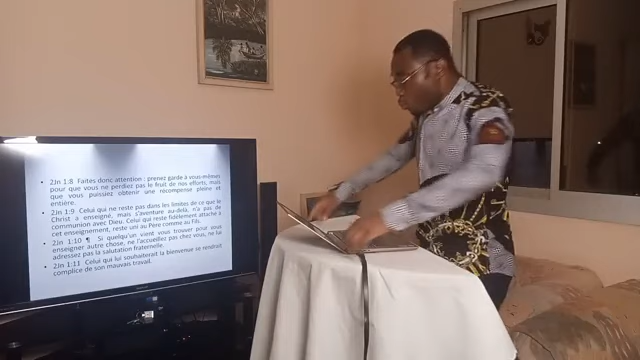 • 2Jn 1:8 Faites donc attention : prenez garde à vous-mêmes
pour que vous ne perdiez pas le fruit de nos efforts, mais
que vous puissiez obtenir une récompense pleine et
entière.
• 2Jn 1:9 Celui qui ne reste pas dans les limites de ce que le
Christ a enseigné, mais s'aventure au-delà, n'a pas de
communion avec Dieu. Celui qui reste fidèlement attaché à
cet enseignement, reste uni au Père comme au Fils.
• 2Jn 1:10 ¶ Si quelqu'un vient vous trouver pour vous
enseigner autre chose, ne l'accueillez pas chez vous, ne lui
adressez pas la salutation fraternelle.
• 2Jn 1:11 Celui qui lui souhaiterait la bienvenue se rendrait
complice de son mauvais travail.